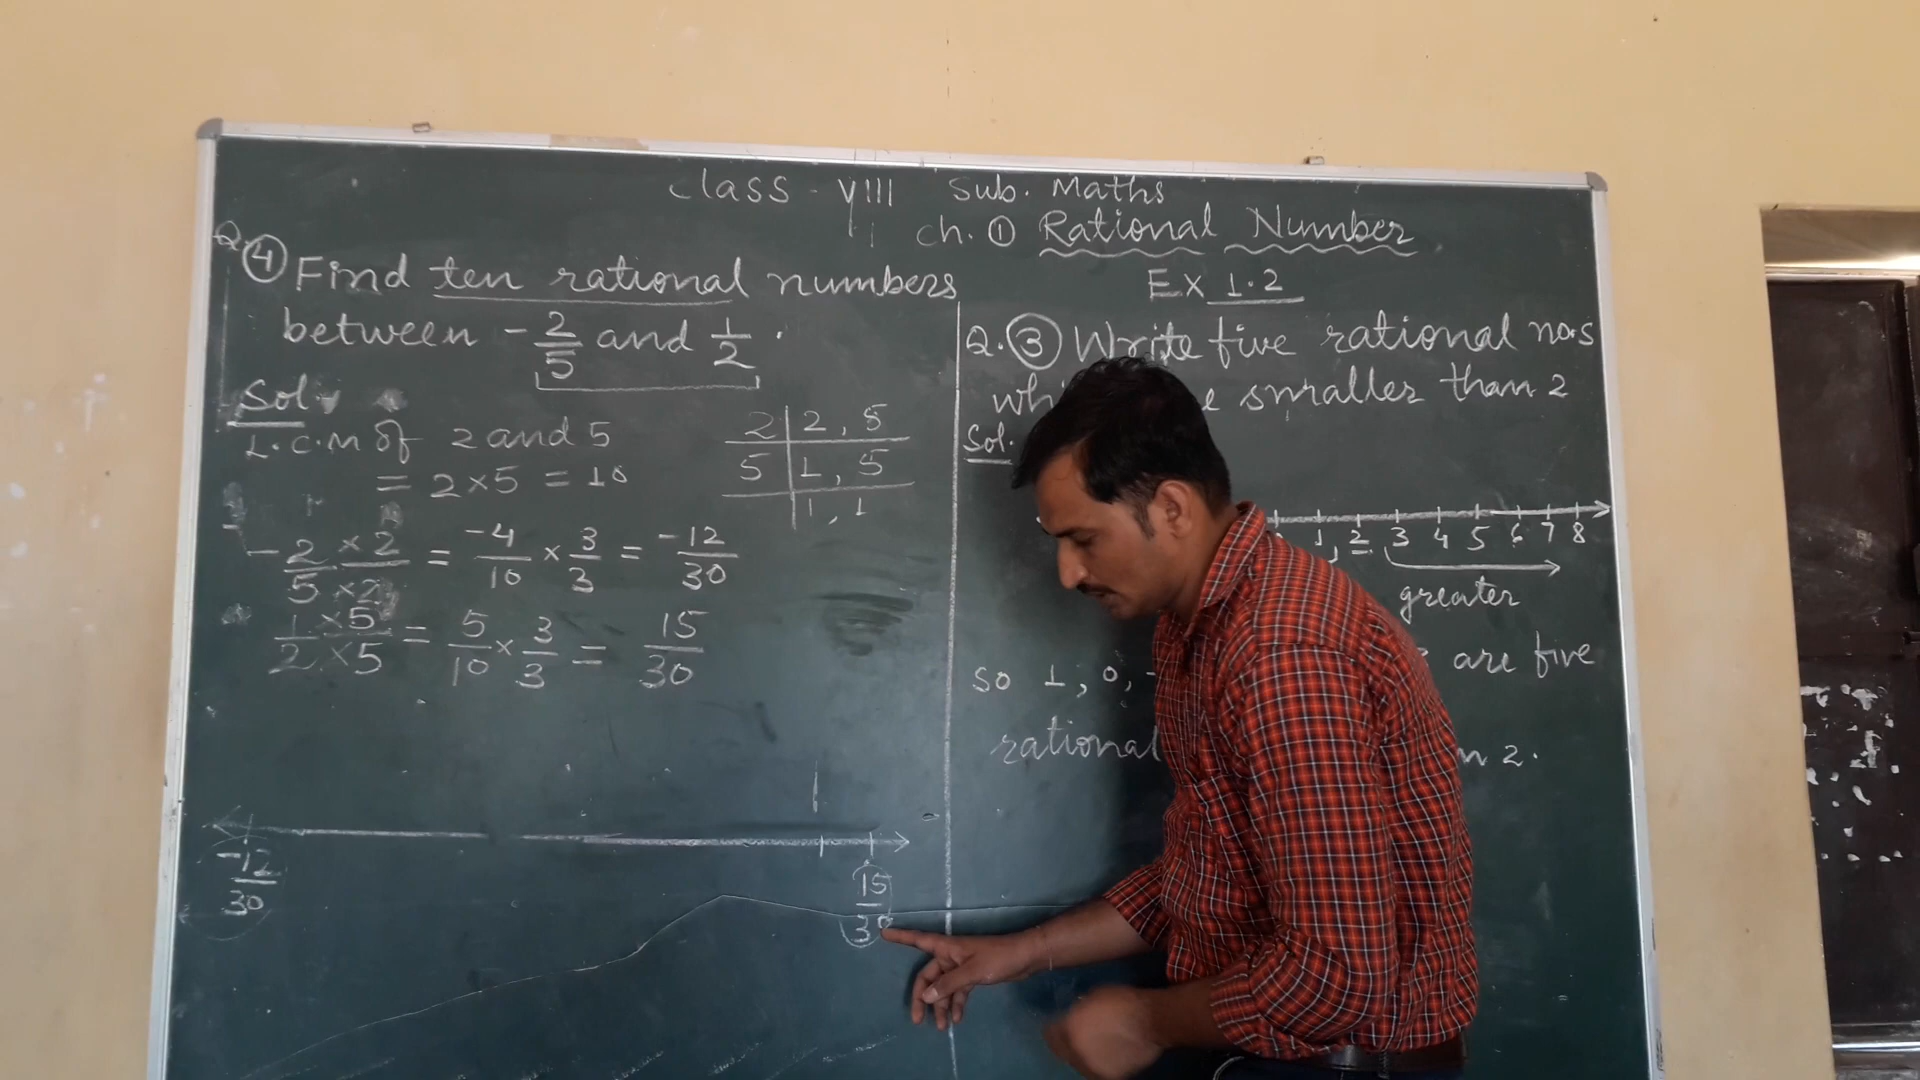 Class - VIII Sub. Maths
Ch. ① Rational Number
Ex 1.2
Q. ④ Find ten rational numbers
between -2/5 and 1/2 .
Sol.
L.C.M of 2 and 5
= 2×5 = 10
2 | 2, 5
5 | 1, 5
| 1, 1
-2/5 ×2/×2 = -4/10 × 3/3 = -12/30
1/2 ×5/×5 = 5/10 × 3/3 = 15/30
-12/30
15/30
Q. ③ Write five rational no.s
smaller than 2
Sol.
1 2 3 4 5 6 7 8
greater
so 1, 0, are five
rational 2.